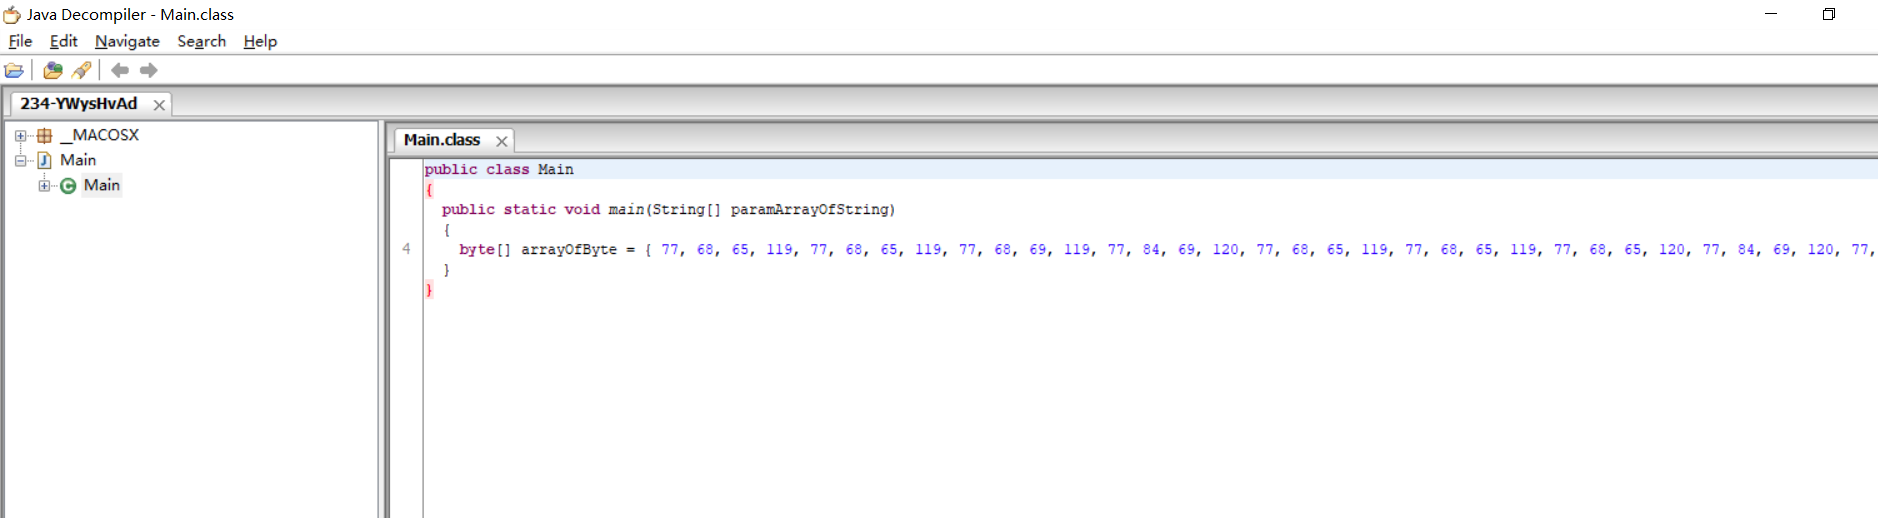 Java Decompiler - Main.class
File Edit Navigate Search Help
234-YWysHvAd
__MACOSX
Main
Main
Main.class
public class Main
{
public static void main(String[] paramArrayOfString)
{
4 byte[] arrayOfByte = { 77, 68, 65, 119, 77, 68, 65, 119, 77, 68, 69, 119, 77, 84, 69, 120, 77, 68, 65, 119, 77, 68, 65, 119, 77, 68, 65, 120, 77, 84, 69, 120, 77,
}
}